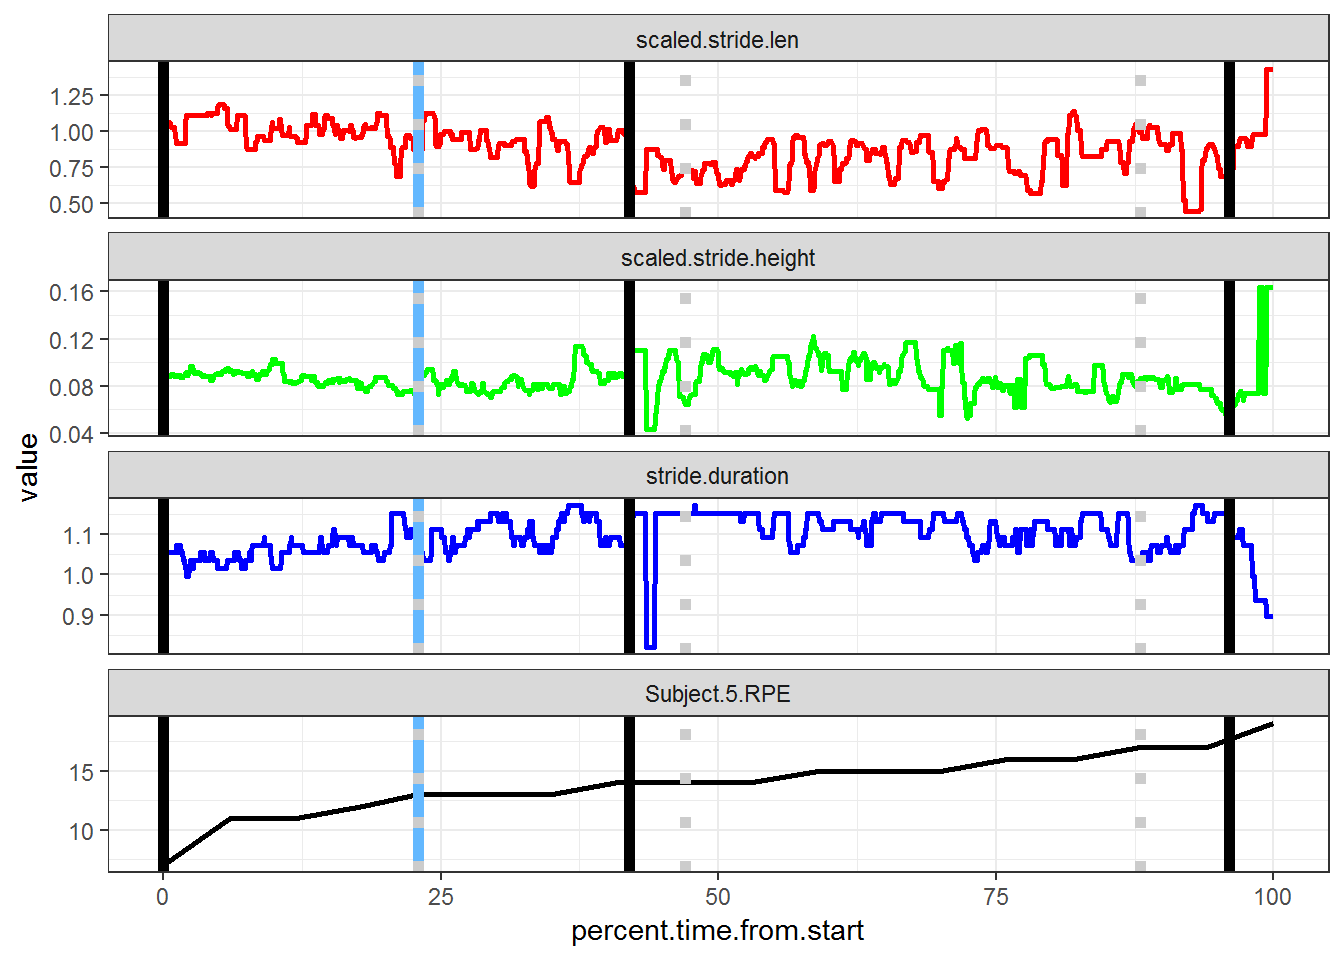 scaled.stride.len
1.25
1.00
0.75
0.50
scaled.stride.height
0.16
0.12
0.08
0.04
value
stride.duration
1.1
1.0
0.9
Subject.5.RPE
15
10
0 25 50 75 100
percent.time.from.start